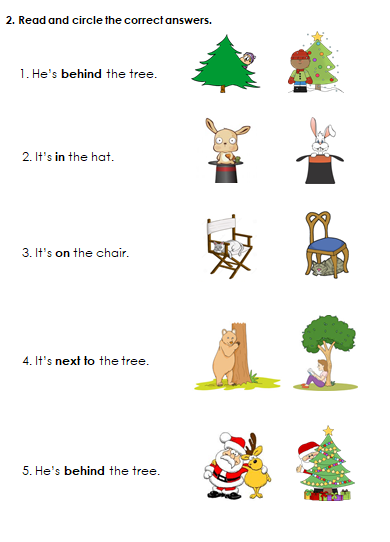 2. Read and circle the correct answers.
1. He's behind the tree.
2. It's in the hat.
3. It's on the chair.
4. It's next to the tree.
5. He's behind the tree.